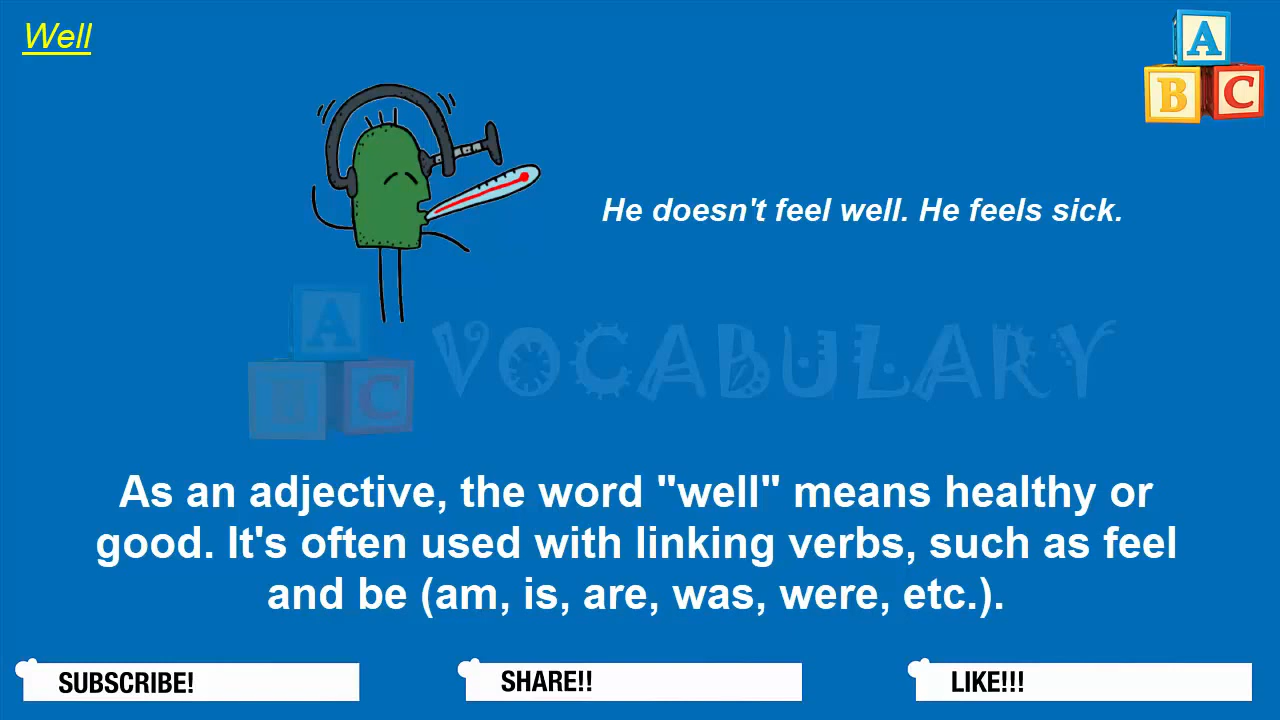 Well
A
B C
He doesn't feel well. He feels sick.
A
B C
VOCABULARY
As an adjective, the word "well" means healthy or
good. It's often used with linking verbs, such as feel
and be (am, is, are, was, were, etc.).
SUBSCRIBE! SHARE!! LIKE!!!